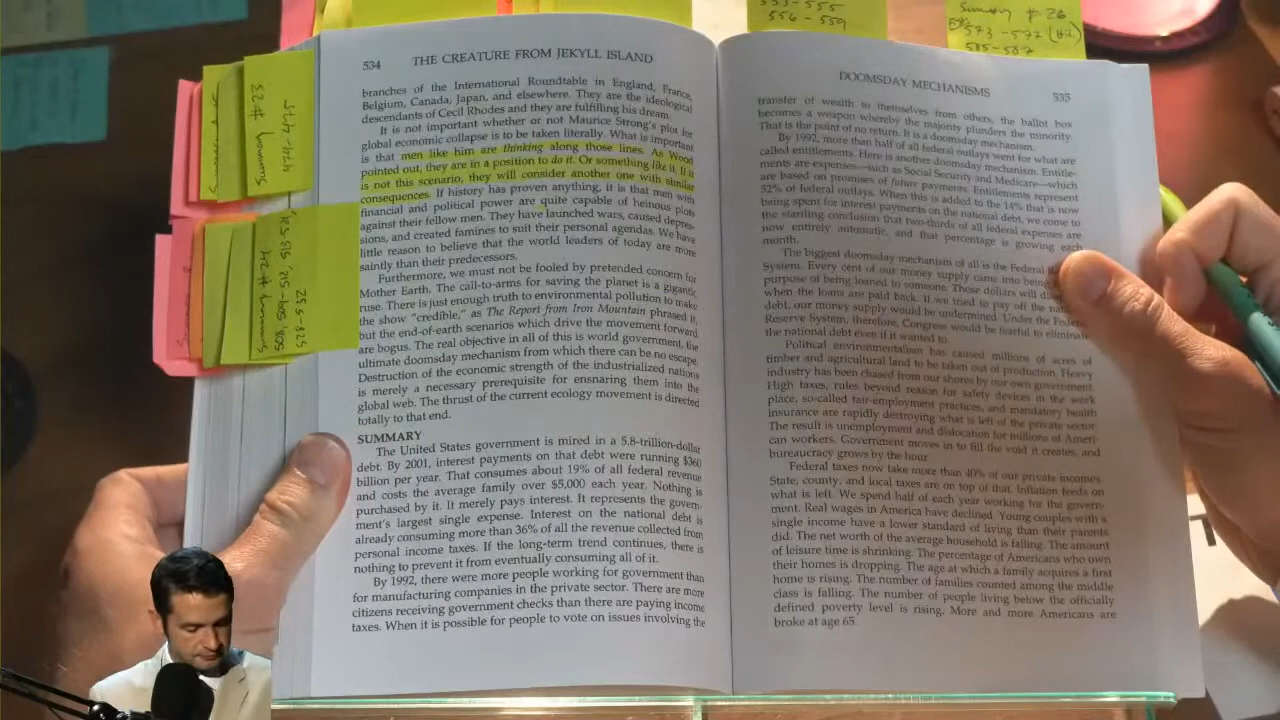 534 THE CREATURE FROM JEKYLL ISLAND
branches of the International Roundtable in England, France,
Belgium, Canada, Japan, and elsewhere. They are the ideological
descendants of Cecil Rhodes and they are fulfilling his dream.
It is not important whether or not Maurice Strong's plot for
global economic collapse is to be taken literally. What is important
is that men like him are thinking along those lines. As Wood
pointed out, they are in a position to do it. Or something like it. If it
is not this scenario, they will consider another one with similar
consequences. If history has proven anything, it is that men with
financial and political power are quite capable of heinous plots
against their fellow men. They have launched wars, caused depres-
sions, and created famines to suit their personal agendas. We have
little reason to believe that the world leaders of today are more
saintly than their predecessors.
Furthermore, we must not be fooled by pretended concern for
Mother Earth. The call-to-arms for saving the planet is a gigantic
ruse. There is just enough truth to environmental pollution to make
the show "credible," as The Report from Iron Mountain phrased it,
but the end-of-earth scenarios which drive the movement forward
are bogus. The real objective in all of this is world government, the
ultimate doomsday mechanism from which there can be no escape.
Destruction of the economic strength of the industrialized nations
is merely a necessary prerequisite for ensnaring them into the
global web. The thrust of the current ecology movement is directed
totally to that end.
SUMMARY
The United States government is mired in a 5.8-trillion-dollar
debt. By 2001, interest payments on that debt were running $360
billion per year. That consumes about 19% of all federal revenue
and costs the average family over $5,000 each year. Nothing is
purchased by it. It merely pays interest. It represents the govern-
ment's largest single expense. Interest on the national debt is
already consuming more than 36% of all the revenue collected from
personal income taxes. If the long-term trend continues, there is
nothing to prevent it from eventually consuming all of it.
By 1992, there were more people working for government than
for manufacturing companies in the private sector. There are more
citizens receiving government checks than there are paying income
taxes. When it is possible for people to vote on issues involving the
DOOMSDAY MECHANISMS 535
transfer of wealth to themselves from others, the ballot box
becomes a weapon whereby the majority plunders the minority.
That is the point of no return. It is a doomsday mechanism.
By 1992, more than half of all federal outlays went for what are
called entitlements. Here is another doomsday mechanism. Entitle-
ments are expenses—such as Social Security and Medicare—which
are based on promises of future payments. Entitlements represent
52% of federal outlays. When this is added to the 14% that is now
being spent for interest payments on the national debt, we come to
the startling conclusion that two-thirds of all federal expenses are
now entirely automatic, and that percentage is growing each
month.
The biggest doomsday mechanism of all is the Federal
System. Every cent of our money supply came into being
purpose of being loaned to someone. Those dollars will
when the loans are paid back. If we tried to pay off the
debt, our money supply would be undermined. Under the Federal
Reserve System, therefore, Congress would be fearful to eliminate
the national debt even if it wanted to.
Political environmentalism has caused millions of acres of
timber and agricultural land to be taken out of production. Heavy
industry has been chased from our shores by our own government.
High taxes, rules beyond reason for safety devices in the work
place, so-called fair-employment practices, and mandatory health
insurance are rapidly destroying what is left of the private sector
The result is unemployment and dislocation for millions of Ameri-
can workers. Government moves in to fill the void it creates, and
bureaucracy grows by the hour
Federal taxes now take more than 40% of our private incomes.
State, county, and local taxes are on top of that. Inflation feeds on
what is left. We spend half of each year working for the govern-
ment. Real wages in America have declined. Young couples with a
single income have a lower standard of living than their parents
did. The net worth of the average household is falling. The amount
of leisure time is shrinking. The percentage of Americans who own
their homes is dropping. The age at which a family acquires a first
home is rising. The number of families counted among the middle
class is falling. The number of people living below the officially
defined poverty level is rising. More and more Americans are
broke at age 65.
556 - 559
Summary # 26
573 - 577
585 - 587
474-475
Summary # 25
Summary # 24